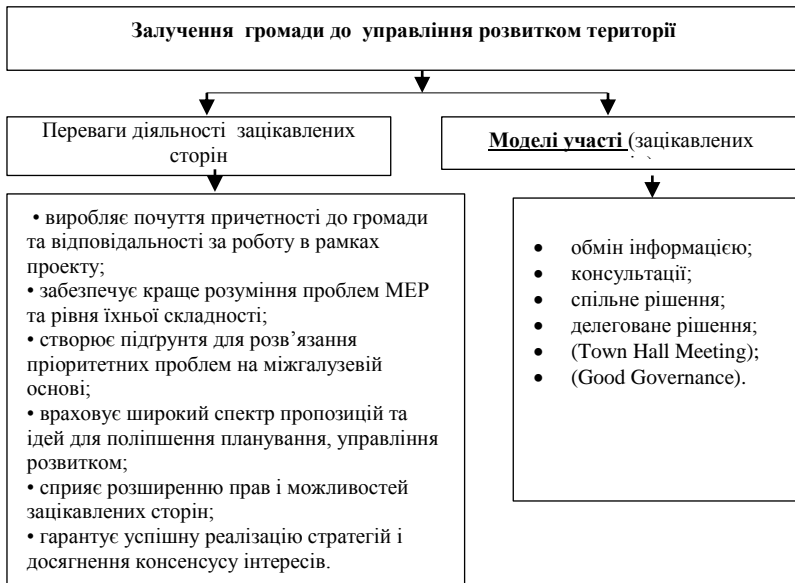 Залучення громади до управління розвитком території
Переваги діяльності зацікавлених
сторін
Моделі участі (зацікавлених
• виробляє почуття причетності до громади
та відповідальності за роботу в рамках
проекту;
• забезпечує краще розуміння проблем МЕР
та рівня їхньої складності;
• створює підґрунтя для розв’язання
пріоритетних проблем на міжгалузевій
основі;
• враховує широкий спектр пропозицій та
ідей для поліпшення планування, управління
розвитком;
• сприяє розширенню прав і можливостей
зацікавлених сторін;
• гарантує успішну реалізацію стратегій і
досягнення консенсусу інтересів.
• обмін інформацією;
• консультації;
• спільне рішення;
• делеговане рішення;
• (Town Hall Meeting);
• (Good Governance).